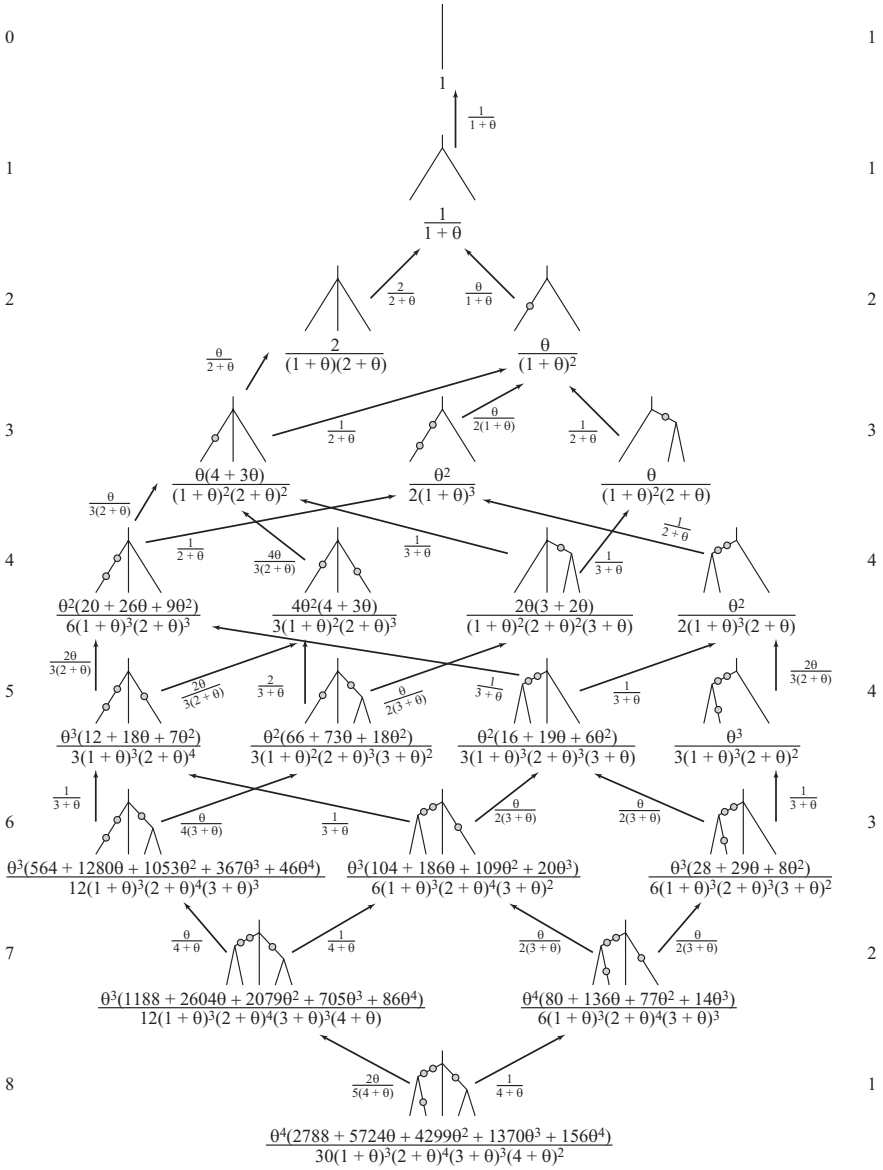 0 1
1
1/(1 + θ)
1 1
1/(1 + θ)
2 2/(2 + θ) θ/(1 + θ) 2
θ/(2 + θ) 2/((1 + θ)(2 + θ)) θ/(1 + θ)²
3 1/(2 + θ) θ/(2(1 + θ)) 1/(2 + θ) 3
θ(4 + 3θ)/((1 + θ)²(2 + θ)²) θ²/(2(1 + θ)³) θ/((1 + θ)²(2 + θ))
θ/(3(2 + θ)) 1/(2 + θ)
4 1/(2 + θ) 4θ/(3(2 + θ)) 1/(3 + θ) 1/(3 + θ) 4
θ²(20 + 26θ + 9θ²)/(6(1 + θ)³(2 + θ)³) 4θ²(4 + 3θ)/(3(1 + θ)²(2 + θ)³) 2θ(3 + 2θ)/((1 + θ)²(2 + θ)²(3 + θ)) θ²/(2(1 + θ)³(2 + θ))
2θ/(3(2 + θ)) 2θ/(3(2 + θ))
5 2θ/(3(2 + θ)) 2/(3 + θ) θ/(2(3 + θ)) 1/(3 + θ) 1/(3 + θ) 4
θ³(12 + 18θ + 7θ²)/(3(1 + θ)³(2 + θ)⁴) θ²(66 + 73θ + 18θ²)/(3(1 + θ)²(2 + θ)³(3 + θ)²) θ²(16 + 19θ + 6θ²)/(3(1 + θ)³(2 + θ)³(3 + θ)) θ³/(3(1 + θ)³(2 + θ)²)
1/(3 + θ) 1/(3 + θ)
6 θ/(4(3 + θ)) 1/(3 + θ) θ/(2(3 + θ)) θ/(2(3 + θ)) 3
θ³(564 + 1280θ + 1053θ² + 367θ³ + 46θ⁴)/(12(1 + θ)³(2 + θ)⁴(3 + θ)³) θ³(104 + 186θ + 109θ² + 20θ³)/(6(1 + θ)³(2 + θ)⁴(3 + θ)²) θ³(28 + 29θ + 8θ²)/(6(1 + θ)³(2 + θ)³(3 + θ)²)
7 θ/(4 + θ) 1/(4 + θ) θ/(2(3 + θ)) θ/(2(3 + θ)) 2
θ³(1188 + 2604θ + 2079θ² + 705θ³ + 86θ⁴)/(12(1 + θ)³(2 + θ)⁴(3 + θ)³(4 + θ)) θ⁴(80 + 136θ + 77θ² + 14θ³)/(6(1 + θ)³(2 + θ)⁴(3 + θ)³)
8 2θ/(5(4 + θ)) 1/(4 + θ) 1
θ⁴(2788 + 5724θ + 4299θ² + 1370θ³ + 156θ⁴)/(30(1 + θ)³(2 + θ)⁴(3 + θ)³(4 + θ)²)